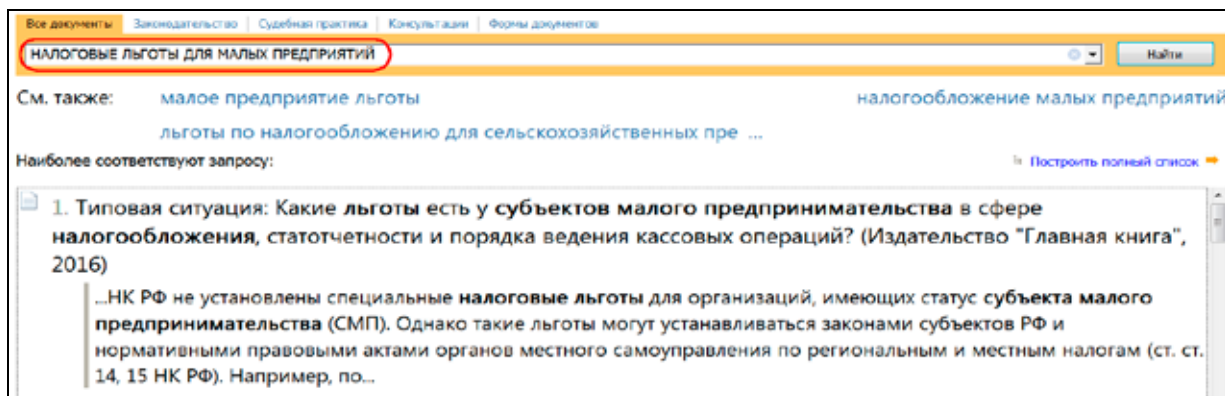 Все документы Законодательство Судебная практика Консультации Формы документов
НАЛОГОВЫЕ ЛЬГОТЫ ДЛЯ МАЛЫХ ПРЕДПРИЯТИЙ Найти
См. также: малое предприятие льготы налогообложение малых предприятий
льготы по налогообложению для сельскохозяйственных пре ...
Наиболее соответствуют запросу: Построить полный список
1. Типовая ситуация: Какие льготы есть у субъектов малого предпринимательства в сфере
налогообложения, статотчетности и порядка ведения кассовых операций? (Издательство "Главная книга",
2016)
...НК РФ не установлены специальные налоговые льготы для организаций, имеющих статус субъекта малого
предпринимательства (СМП). Однако такие льготы могут устанавливаться законами субъектов РФ и
нормативными правовыми актами органов местного самоуправления по региональным и местным налогам (ст. ст.
14, 15 НК РФ). Например, по...